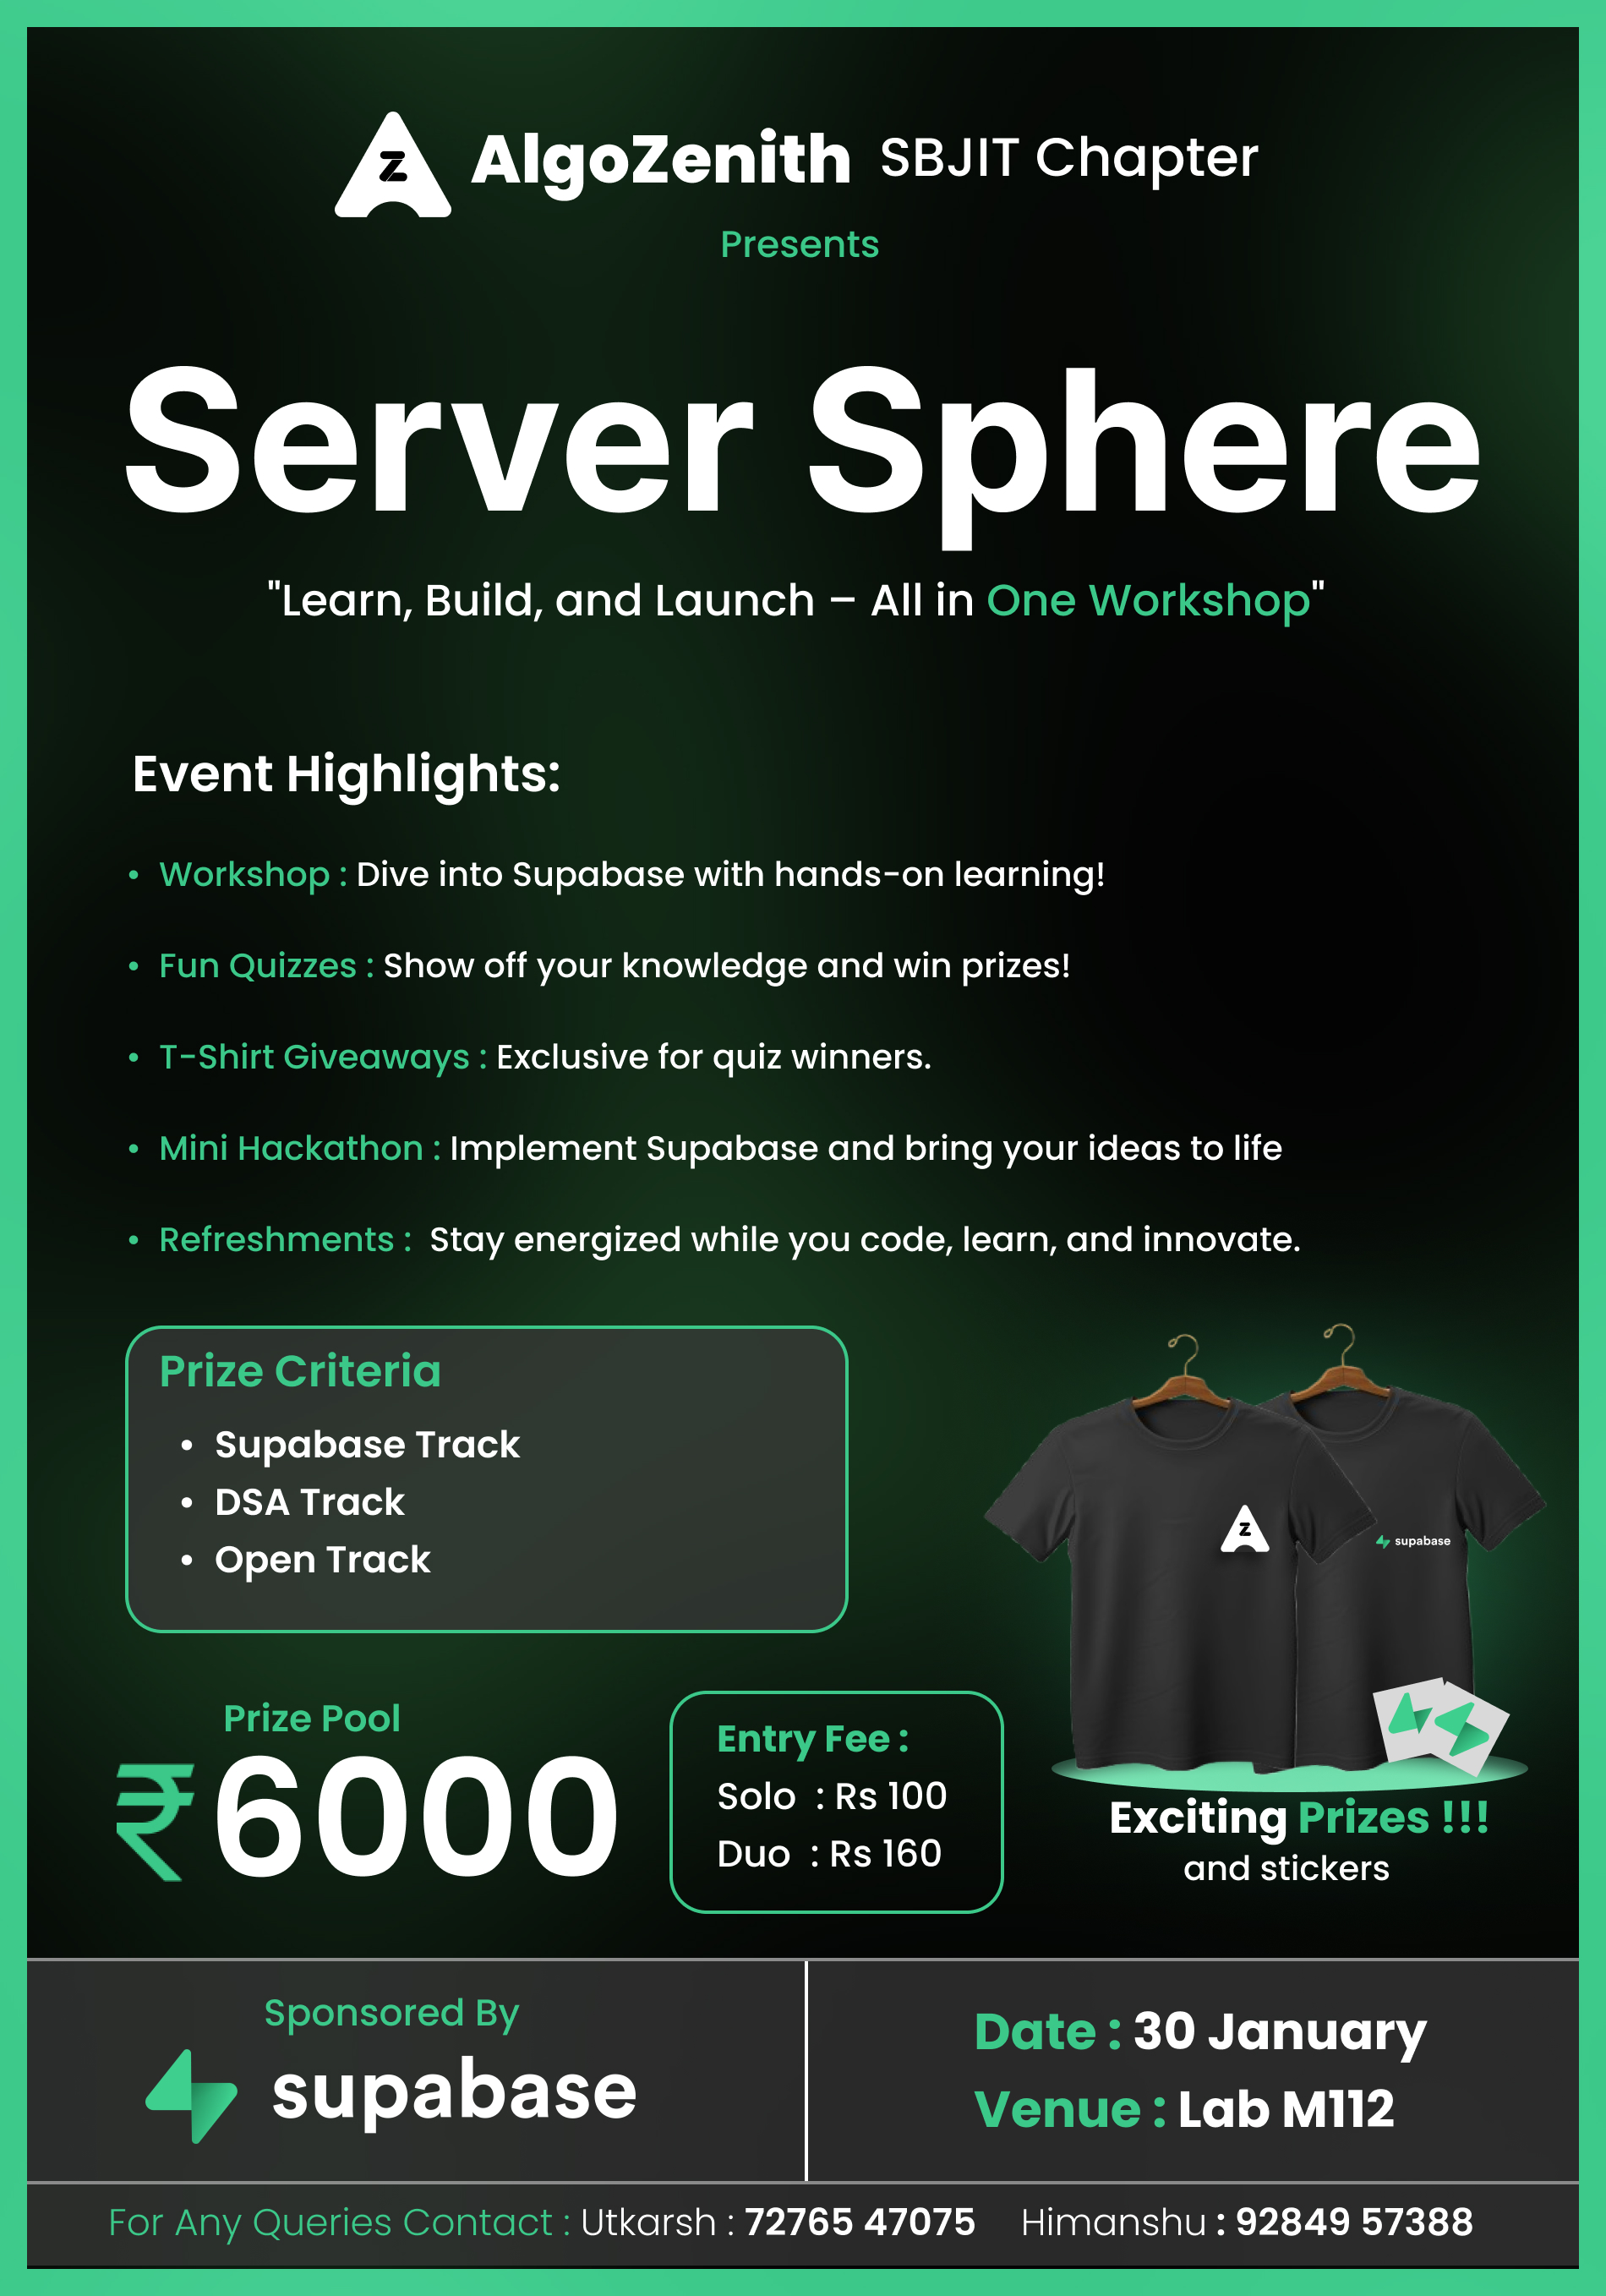 Z
AlgoZenith SBJIT Chapter
Presents
Server Sphere
"Learn, Build, and Launch – All in One Workshop"
Event Highlights:
• Workshop : Dive into Supabase with hands-on learning!
• Fun Quizzes : Show off your knowledge and win prizes!
• T-Shirt Giveaways : Exclusive for quiz winners.
• Mini Hackathon : Implement Supabase and bring your ideas to life
• Refreshments : Stay energized while you code, learn, and innovate.
Prize Criteria
• Supabase Track
• DSA Track
• Open Track
Z
supabase
Prize Pool
₹6000
Entry Fee :
Solo : Rs 100
Duo : Rs 160
Exciting Prizes !!!
and stickers
Sponsored By
supabase
Date : 30 January
Venue : Lab M112
For Any Queries Contact : Utkarsh : 72765 47075 Himanshu : 92849 57388